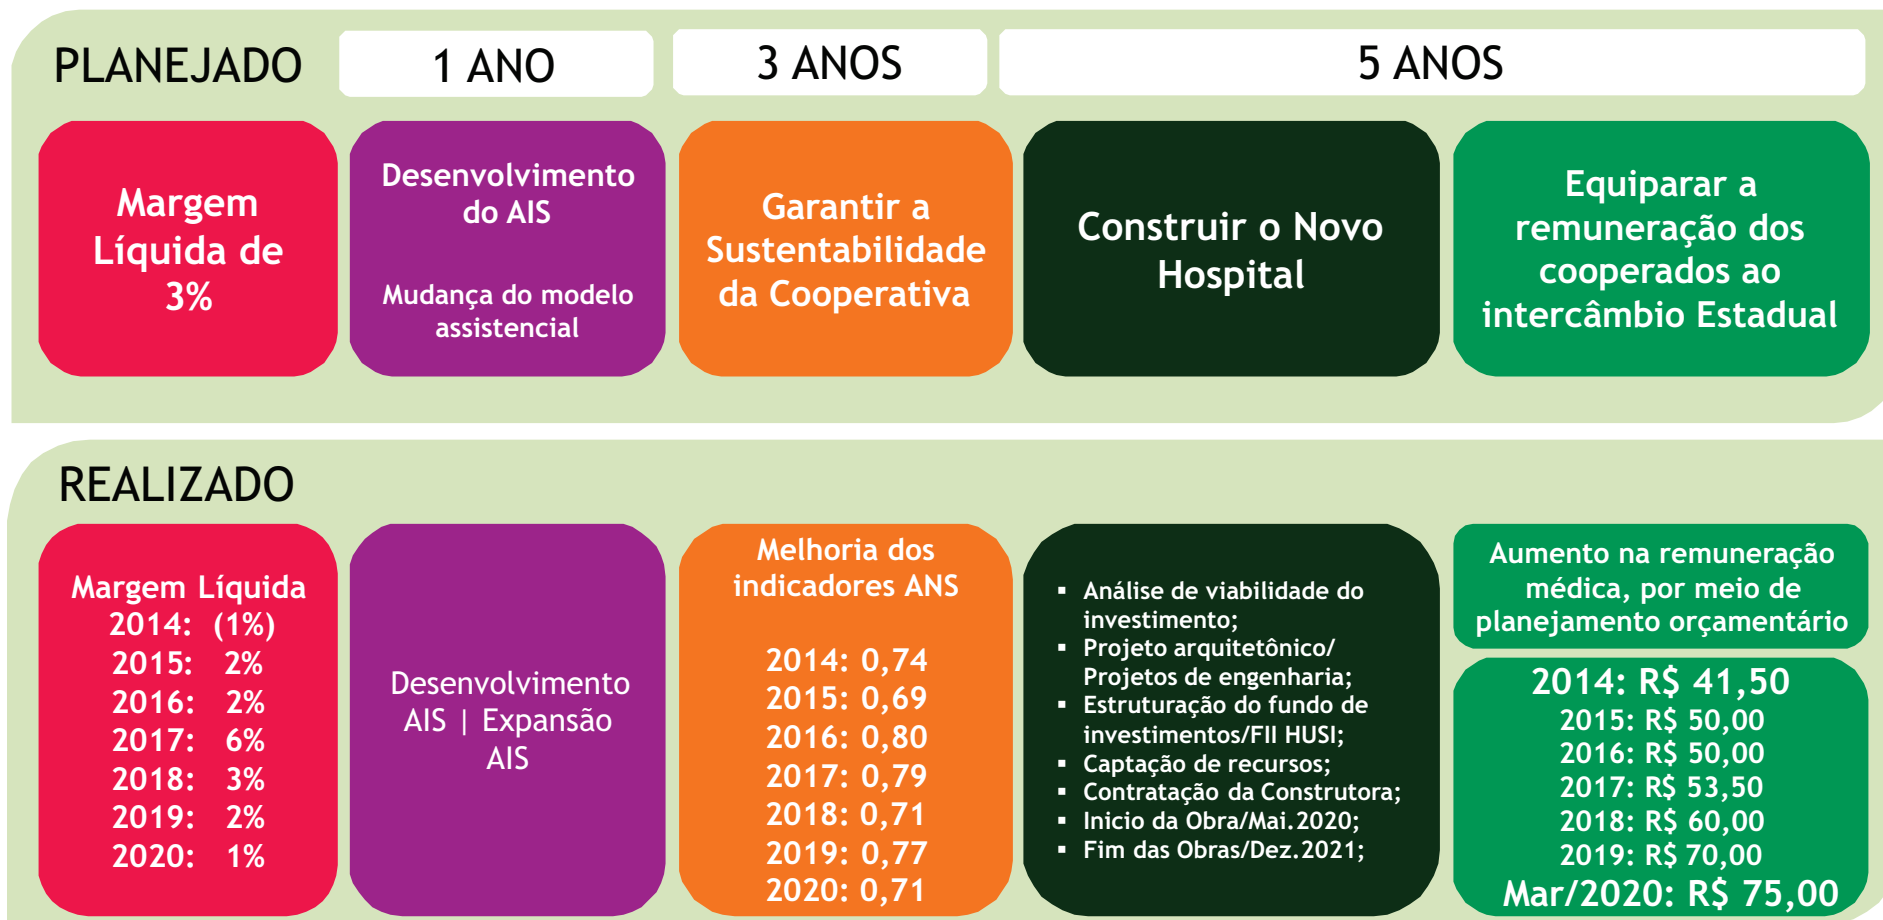 PLANEJADO
1 ANO
3 ANOS
5 ANOS
Margem
Líquida de
3%
Desenvolvimento
do AIS
Mudança do modelo
assistencial
Garantir a
Sustentabilidade
da Cooperativa
Construir o Novo
Hospital
Equiparar a
remuneração dos
cooperados ao
intercâmbio Estadual
REALIZADO
Margem Líquida
2014: (1%)
2015: 2%
2016: 2%
2017: 6%
2018: 3%
2019: 2%
2020: 1%
Desenvolvimento
AIS | Expansão
AIS
Melhoria dos
indicadores ANS
2014: 0,74
2015: 0,69
2016: 0,80
2017: 0,79
2018: 0,71
2019: 0,77
2020: 0,71
▪ Análise de viabilidade do
investimento;
▪ Projeto arquitetônico/
Projetos de engenharia;
▪ Estruturação do fundo de
investimentos/FII HUSI;
▪ Captação de recursos;
▪ Contratação da Construtora;
▪ Inicio da Obra/Mai.2020;
▪ Fim das Obras/Dez.2021;
Aumento na remuneração
médica, por meio de
planejamento orçamentário
2014: R$ 41,50
2015: R$ 50,00
2016: R$ 50,00
2017: R$ 53,50
2018: R$ 60,00
2019: R$ 70,00
Mar/2020: R$ 75,00